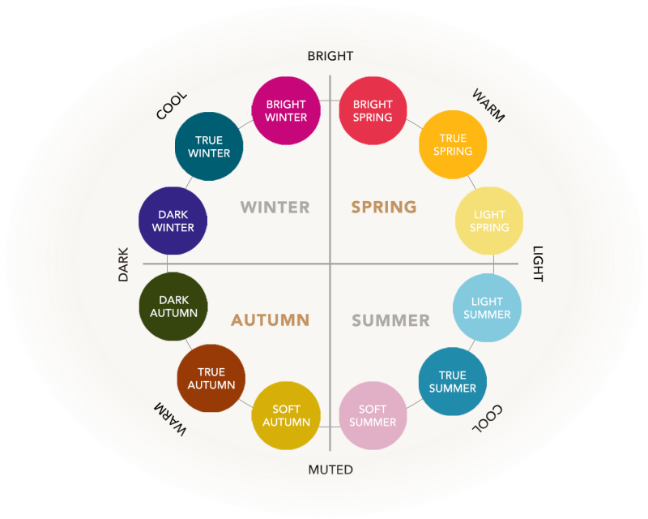 BRIGHT
COOL
WARM
BRIGHT
WINTER
BRIGHT
SPRING
TRUE
WINTER
TRUE
SPRING
DARK
WINTER
WINTER
SPRING
LIGHT
SPRING
DARK
LIGHT
DARK
AUTUMN
AUTUMN
SUMMER
LIGHT
SUMMER
TRUE
AUTUMN
TRUE
SUMMER
SOFT
AUTUMN
SOFT
SUMMER
WARM
COOL
MUTED